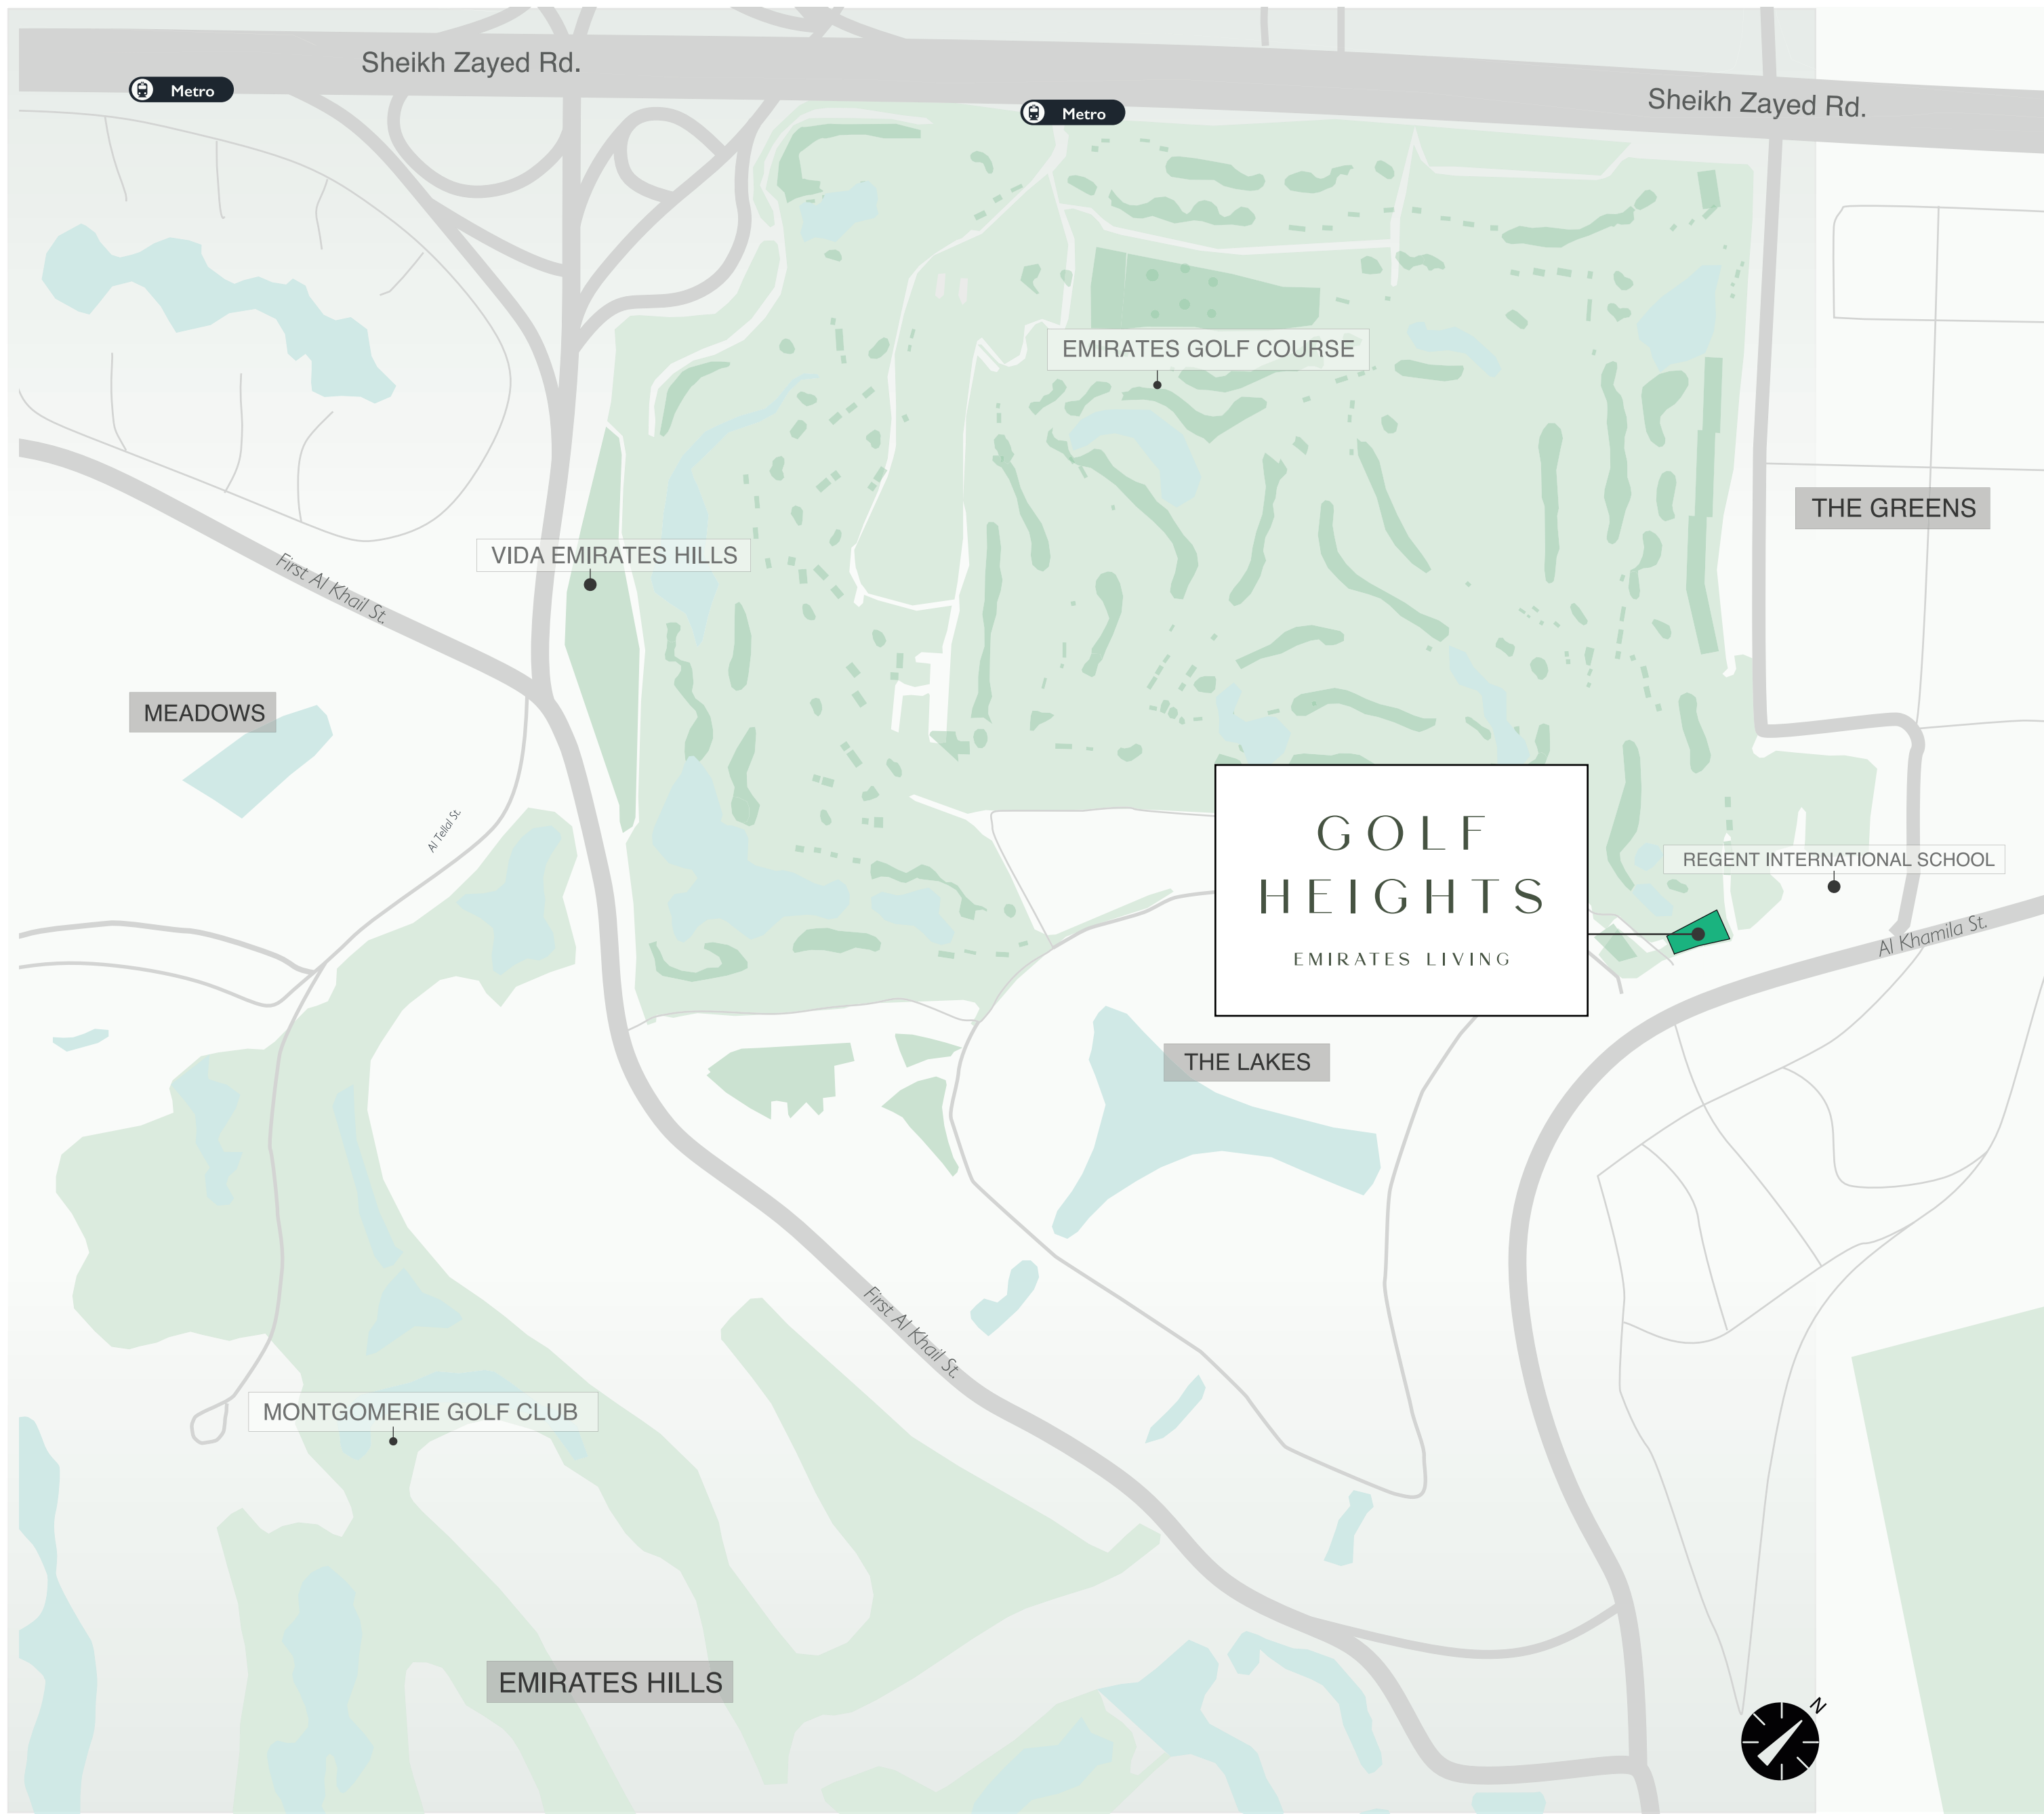 Sheikh Zayed Rd.
Metro
Metro
Sheikh Zayed Rd.
EMIRATES GOLF COURSE
THE GREENS
VIDA EMIRATES HILLS
First Al Khail St.
MEADOWS
Al Tellal St.
GOLF
HEIGHTS
EMIRATES LIVING
REGENT INTERNATIONAL SCHOOL
Al Khamila St.
THE LAKES
First Al Khail St.
MONTGOMERIE GOLF CLUB
EMIRATES HILLS
N